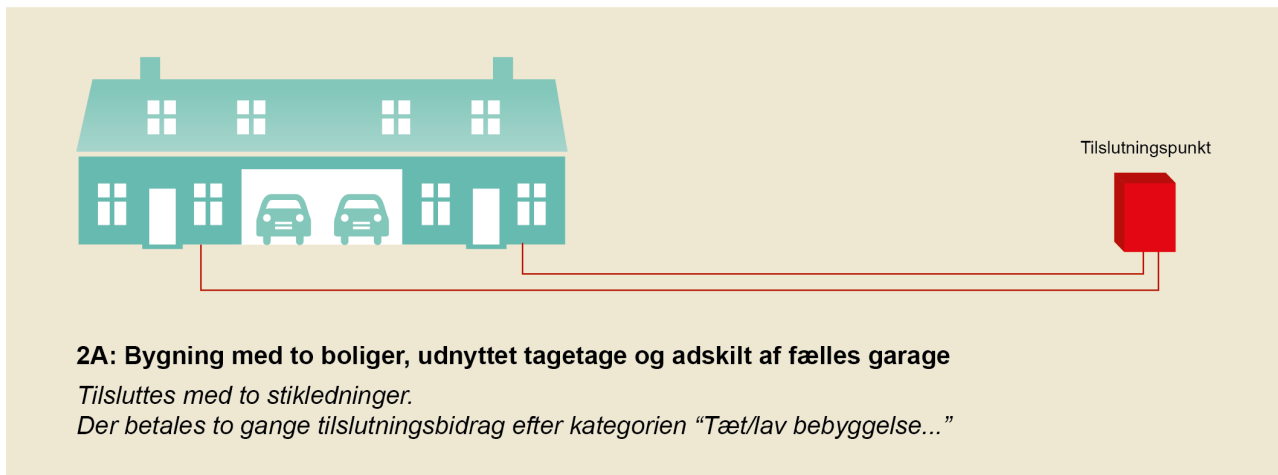 Tilslutningspunkt
2A: Bygning med to boliger, udnyttet tagetage og adskilt af fælles garage
Tilsluttes med to stikledninger.
Der betales to gange tilslutningsbidrag efter kategorien “Tæt/lav bebyggelse...”